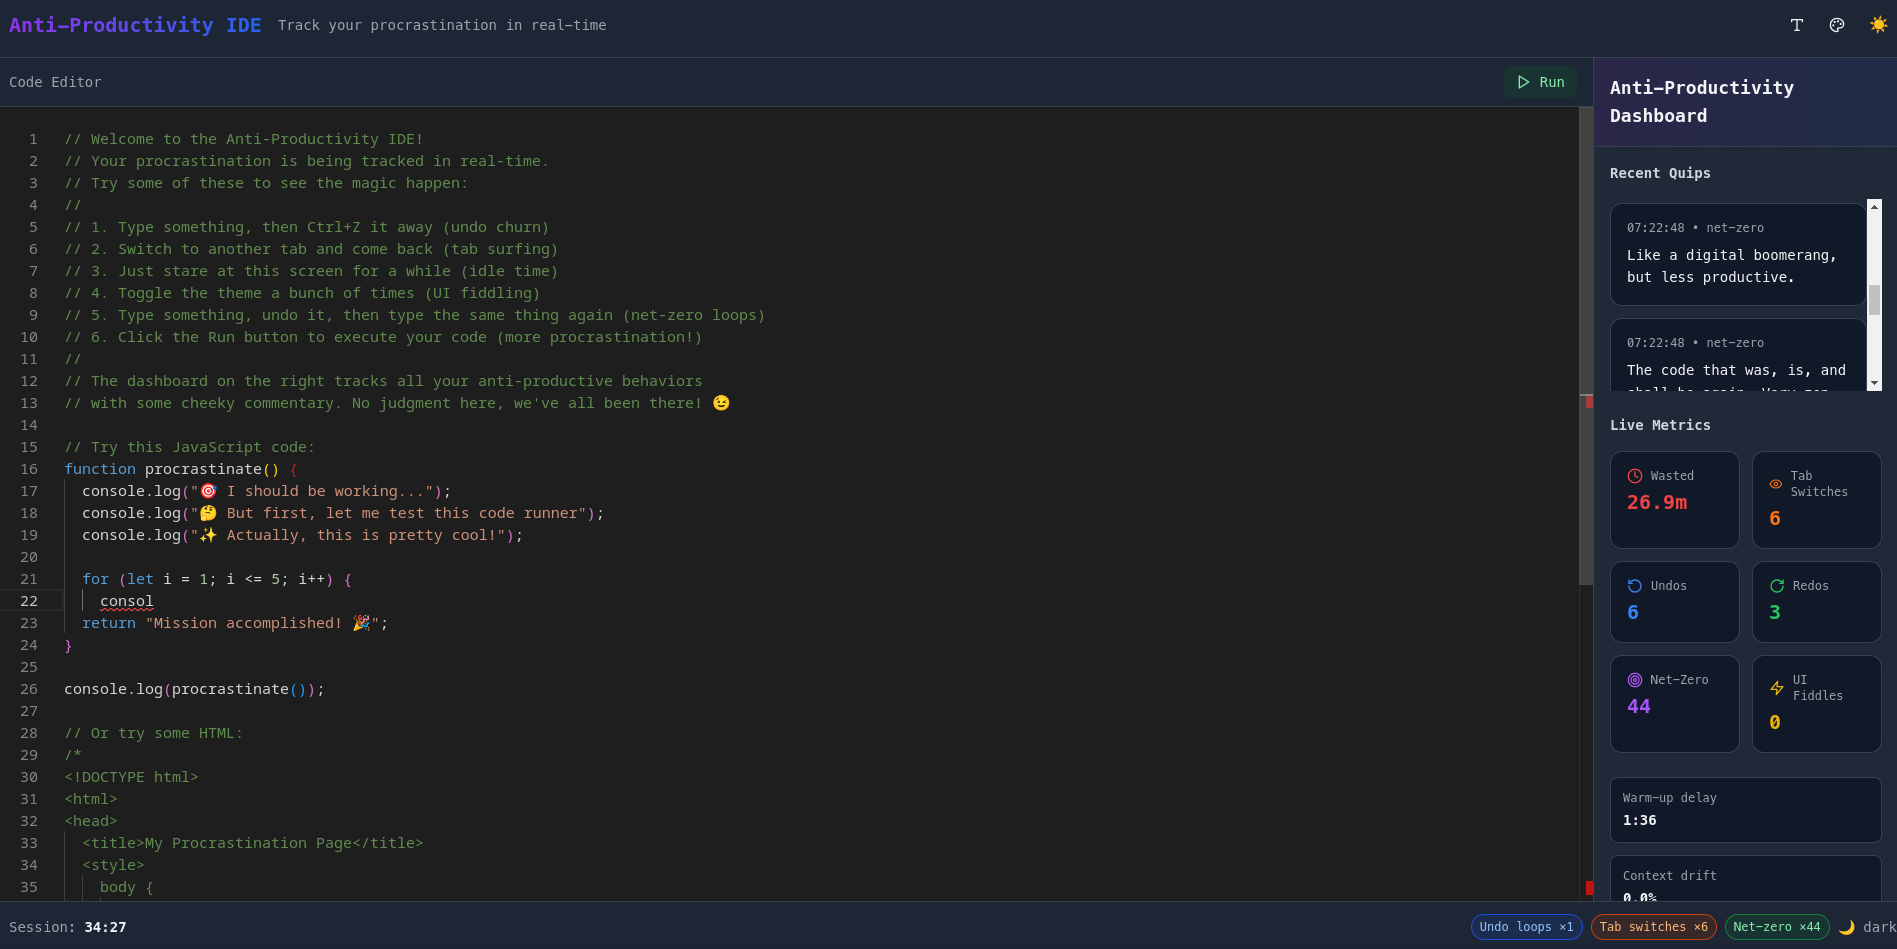 Anti-Productivity IDE Track your procrastination in real-time
Code Editor
Run
1 // Welcome to the Anti-Productivity IDE!
2 // Your procrastination is being tracked in real-time.
3 // Try some of these to see the magic happen:
4 //
5 // 1. Type something, then Ctrl+Z it away (undo churn)
6 // 2. Switch to another tab and come back (tab surfing)
7 // 3. Just stare at this screen for a while (idle time)
8 // 4. Toggle the theme a bunch of times (UI fiddling)
9 // 5. Type something, undo it, then type the same thing again (net-zero loops)
10 // 6. Click the Run button to execute your code (more procrastination!)
11 //
12 // The dashboard on the right tracks all your anti-productive behaviors
13 // with some cheeky commentary. No judgment here, we've all been there! 😉
14
15 // Try this JavaScript code:
16 function procrastinate() {
17 console.log("🎯 I should be working...");
18 console.log("🤔 But first, let me test this code runner");
19 console.log("✨ Actually, this is pretty cool!");
20
21 for (let i = 1; i <= 5; i++) {
22 consol
23 return "Mission accomplished! 🎉";
24 }
25
26 console.log(procrastinate());
27
28 // Or try some HTML:
29 /*
30 <!DOCTYPE html>
31 <html>
32 <head>
33 <title>My Procrastination Page</title>
34 <style>
35 body {
Anti-Productivity
Dashboard
Recent Quips
07:22:48 • net-zero
Like a digital boomerang,
but less productive.
07:22:48 • net-zero
The code that was, is, and
shall be again. Very zen.
Live Metrics
Wasted
26.9m
Tab
Switches
6
Undos
6
Redos
3
Net-Zero
44
UI
Fiddles
0
Warm-up delay
1:36
Context drift
0.0%
Session: 34:27
Undo loops ×1
Tab switches ×6
Net-zero ×44
🌙 dark